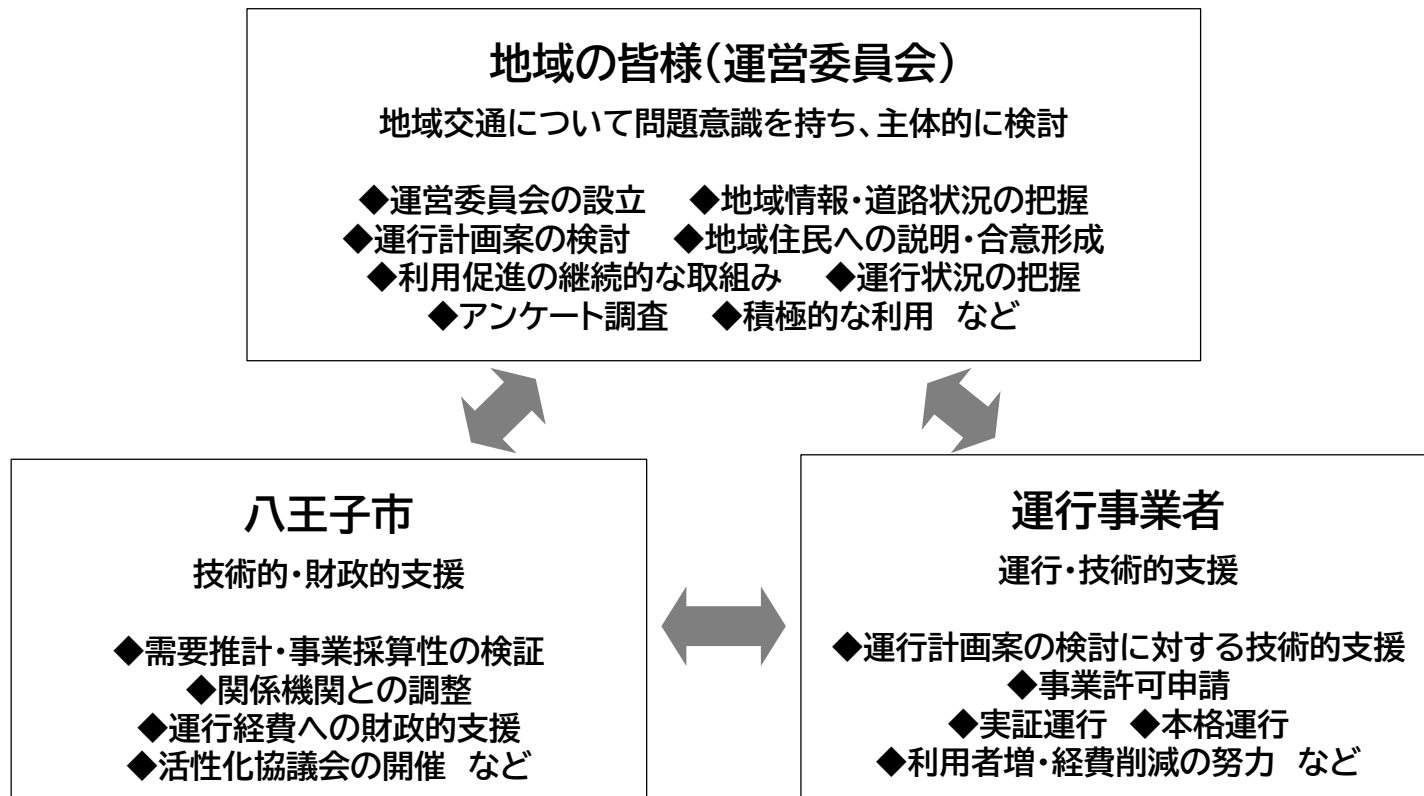 地域の皆様（運営委員会）
地域交通について問題意識を持ち、主体的に検討
◆運営委員会の設立　◆地域情報・道路状況の把握
◆運行計画案の検討　◆地域住民への説明・合意形成
◆利用促進の継続的な取組み　◆運行状況の把握
◆アンケート調査　◆積極的な利用　など
八王子市
技術的・財政的支援
◆需要推計・事業採算性の検証
◆関係機関との調整
◆運行経費への財政的支援
◆活性化協議会の開催　など
運行事業者
運行・技術的支援
◆運行計画案の検討に対する技術的支援
◆事業許可申請
◆実証運行　◆本格運行
◆利用者増・経費削減の努力　など